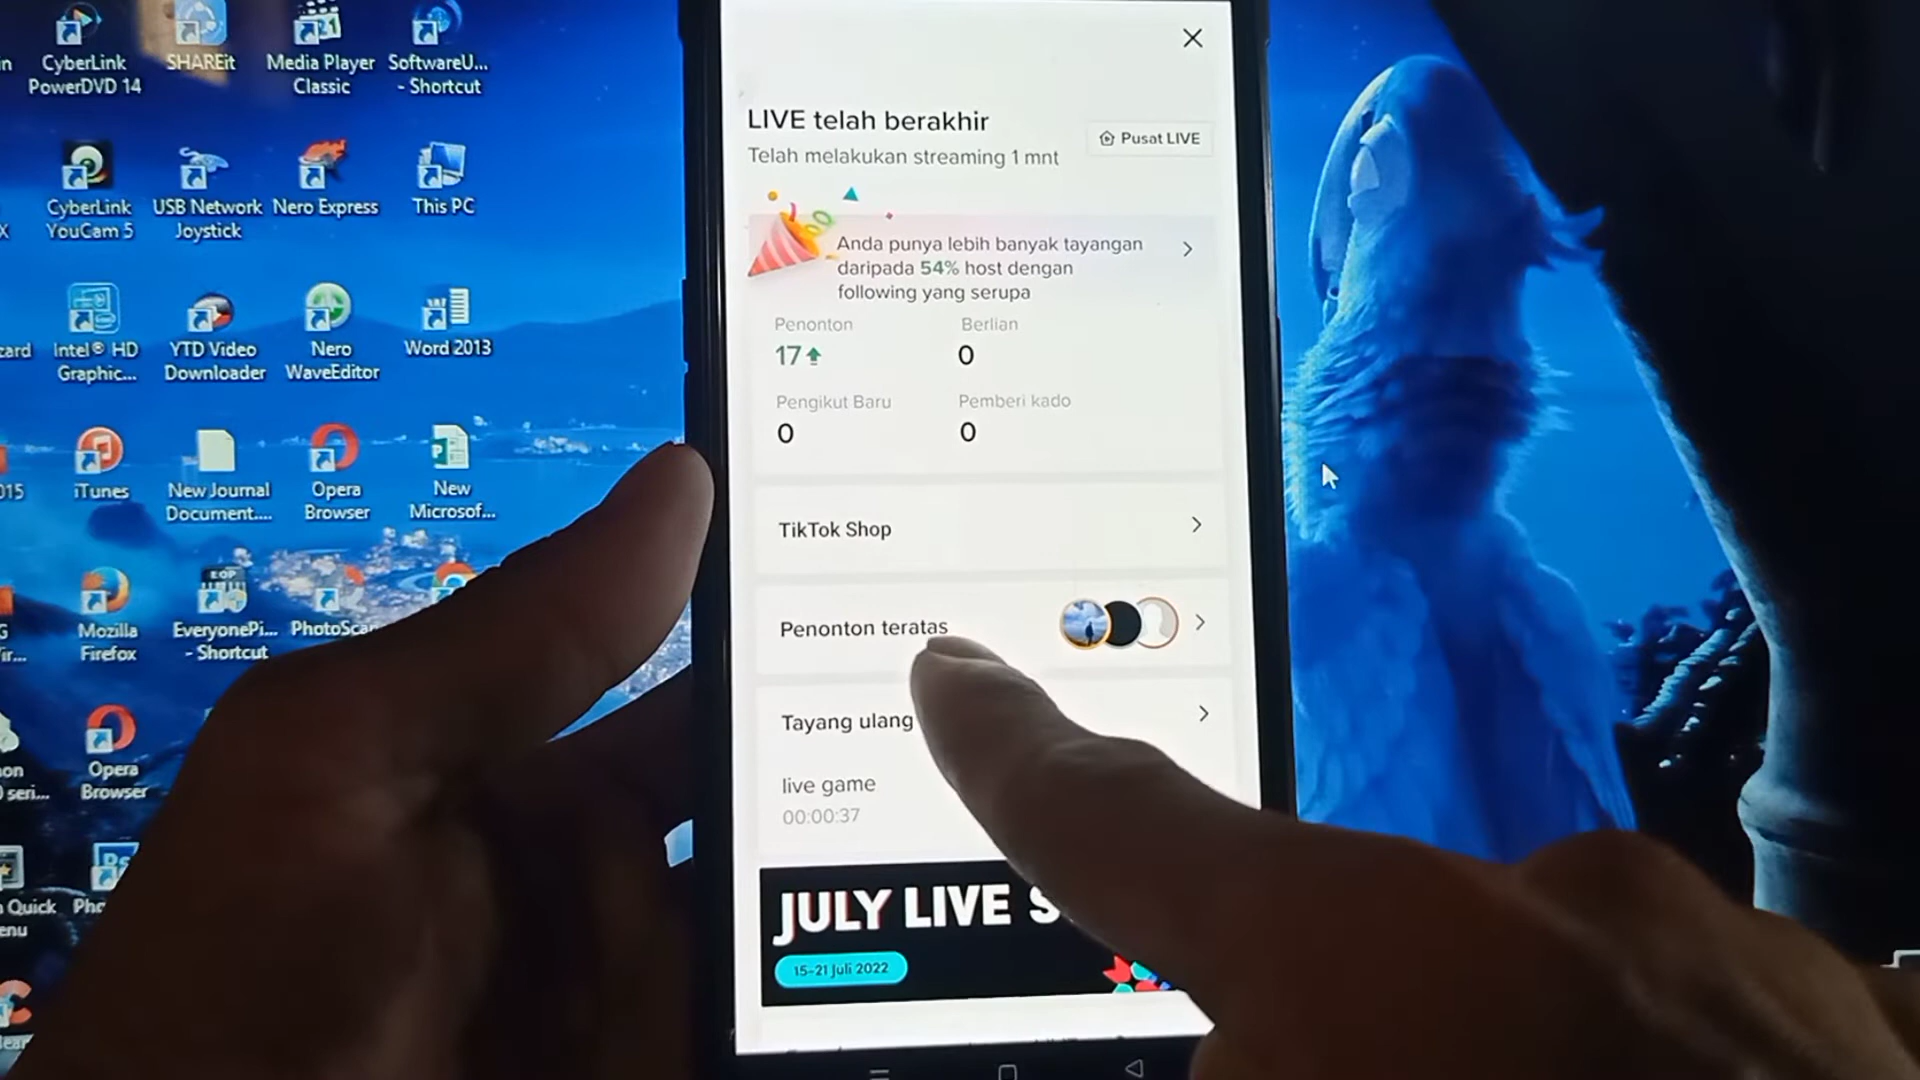 CyberLink
PowerDVD 14
SHAREit
Media Player
Classic
SoftwareU...
- Shortcut
CyberLink
YouCam 5
USB Network
Joystick
Nero Express
This PC
Intel® HD
Graphic...
YTD Video
Downloader
Nero
WaveEditor
Word 2013
iTunes
New Journal
Document....
Opera
Browser
New
Microsof...
Mozilla
Firefox
EveryonePi...
- Shortcut
PhotoSca
Opera
Browser
Quick
LIVE telah berakhir
Telah melakukan streaming 1 mnt
Pusat LIVE
Anda punya lebih banyak tayangan
daripada 54% host dengan
following yang serupa
Penonton
17
Berlian
0
Pengikut Baru
0
Pemberi kado
0
TikTok Shop
Penonton teratas
Tayang ulang
live game
00:00:37
JULY LIVE S
15-21 Juli 2022